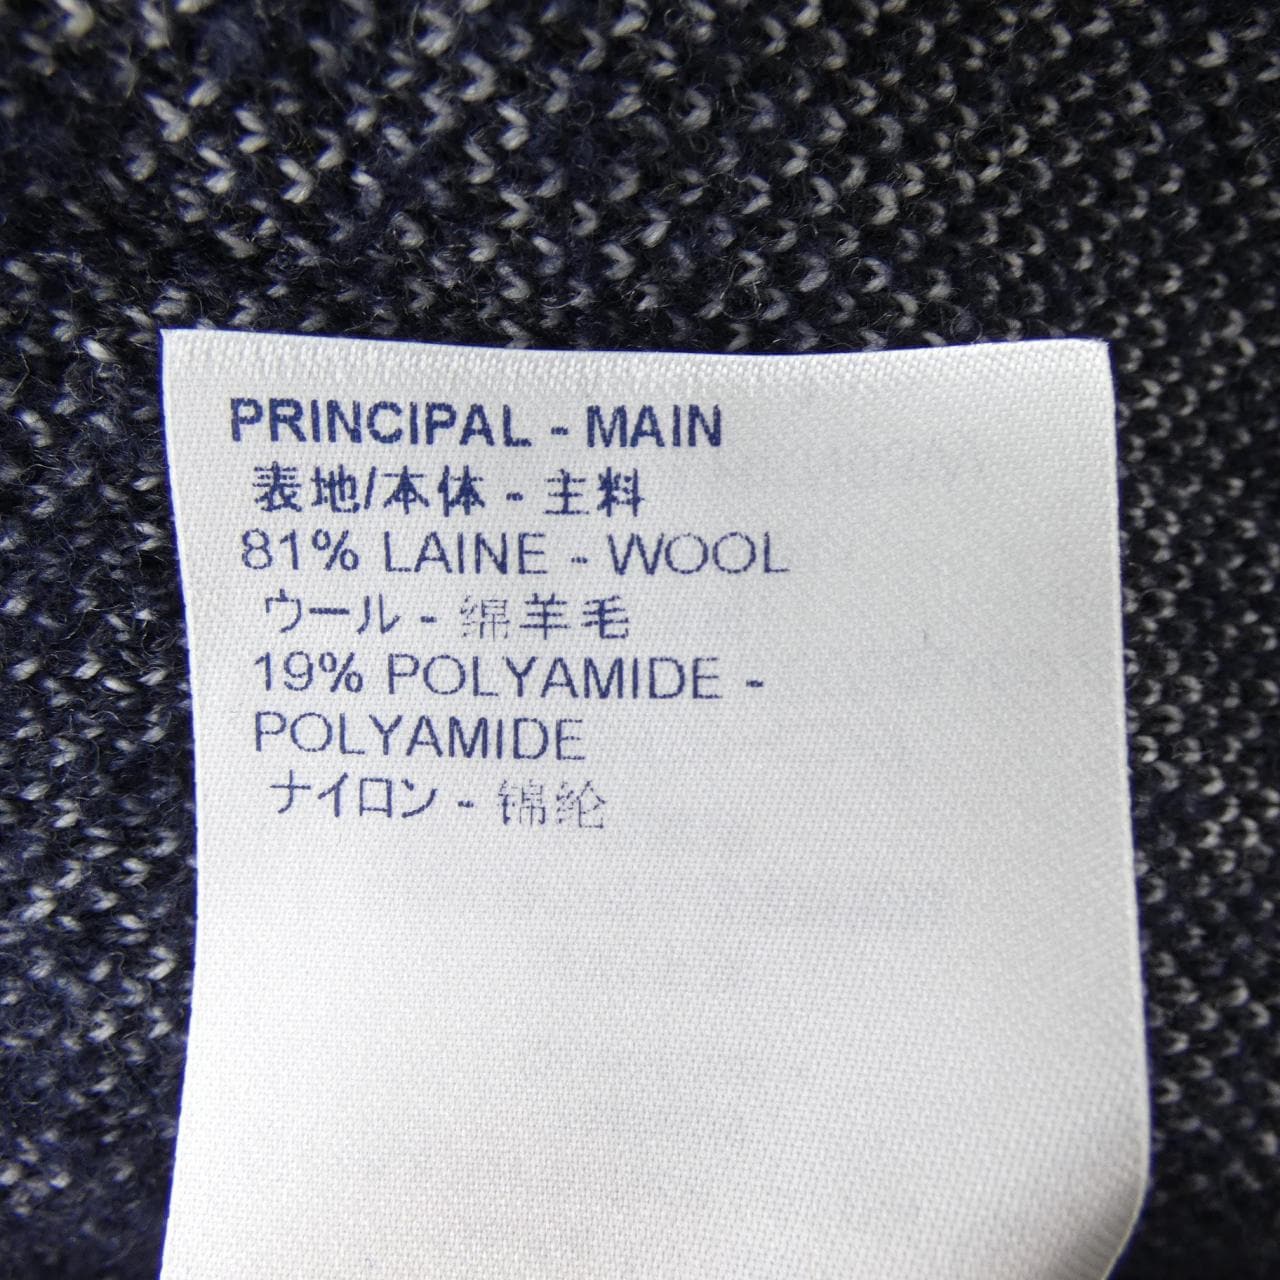 PRINCIPAL - MAIN
表地/本体 - 主料
81% LAINE - WOOL
ウール - 绵羊毛
19% POLYAMIDE -
POLYAMIDE
ナイロン - 锦纶